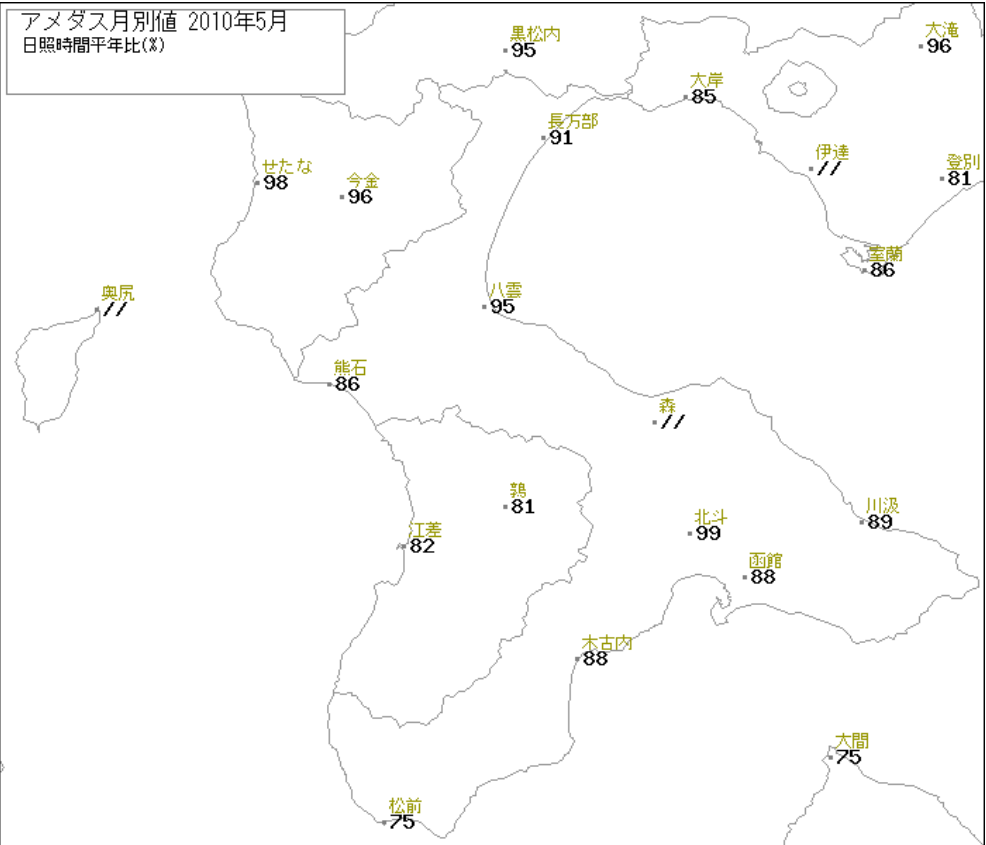 アメダス月別値 2010年5月
日照時間平年比(%)
黒松内
95
大滝
96
大岸
85
長万部
91
伊達
//
登別
81
せたな
98
今金
96
室蘭
86
奥尻
//
八雲
95
熊石
86
森
//
鶉
81
川汲
89
江差
82
北斗
99
函館
88
木古内
88
大間
75
松前
75